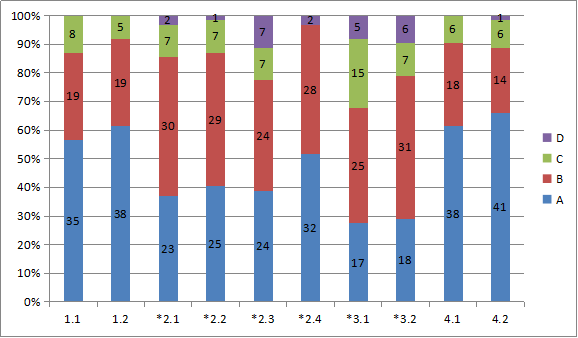 100%
90%
80%
70%
60%
50%
40%
30%
20%
10%
0%
8 5 2 1 7 2 5 6 6 1
7 7 7 15 7 6
19 19 30 29 24 28 25 31 18 14
35 38 23 25 24 32 17 18 38 41
1.1 1.2 *2.1 *2.2 *2.3 *2.4 *3.1 *3.2 4.1 4.2
D
C
B
A